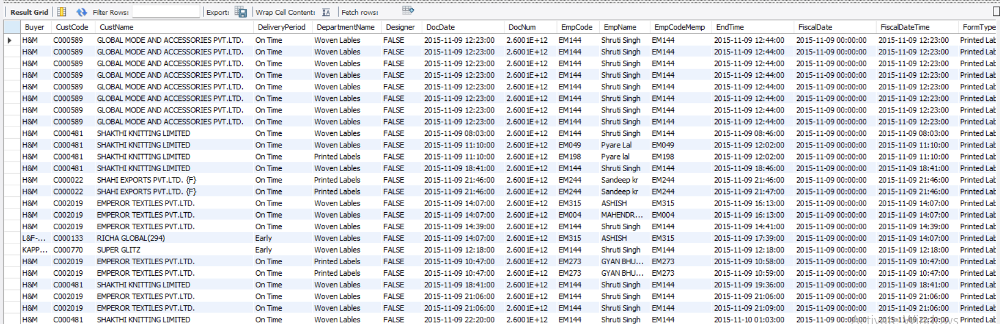 Result Grid Filter Rows: Export: Wrap Cell Content: Fetch rows:
Buyer CustCode CustName DeliveryPeriod DepartmentName Designer DocDate DocNum EmpCode EmpName EmpCodeMemp EndTime FiscalDate FiscalDateTime FormType
H&M C000589 GLOBAL MODE AND ACCESSORIES PVT.LTD. On Time Woven Lables FALSE 2015-11-09 12:23:00 2.6001E+12 EM144 Shruti Singh EM144 2015-11-09 12:44:00 2015-11-09 00:00:00 2015-11-09 12:23:00 Printed Lab
H&M C000589 GLOBAL MODE AND ACCESSORIES PVT.LTD. On Time Woven Lables FALSE 2015-11-09 12:23:00 2.6001E+12 EM144 Shruti Singh EM144 2015-11-09 12:44:00 2015-11-09 00:00:00 2015-11-09 12:23:00 Printed Lab
H&M C000589 GLOBAL MODE AND ACCESSORIES PVT.LTD. On Time Woven Lables FALSE 2015-11-09 12:23:00 2.6001E+12 EM144 Shruti Singh EM144 2015-11-09 12:44:00 2015-11-09 00:00:00 2015-11-09 12:23:00 Printed Lab
H&M C000589 GLOBAL MODE AND ACCESSORIES PVT.LTD. On Time Woven Lables FALSE 2015-11-09 12:23:00 2.6001E+12 EM144 Shruti Singh EM144 2015-11-09 12:44:00 2015-11-09 00:00:00 2015-11-09 12:23:00 Printed Lab
H&M C000589 GLOBAL MODE AND ACCESSORIES PVT.LTD. On Time Woven Lables FALSE 2015-11-09 12:23:00 2.6001E+12 EM144 Shruti Singh EM144 2015-11-09 12:44:00 2015-11-09 00:00:00 2015-11-09 12:23:00 Printed Lab
H&M C000589 GLOBAL MODE AND ACCESSORIES PVT.LTD. On Time Woven Lables FALSE 2015-11-09 12:23:00 2.6001E+12 EM144 Shruti Singh EM144 2015-11-09 12:44:00 2015-11-09 00:00:00 2015-11-09 12:23:00 Printed Lab
H&M C000589 GLOBAL MODE AND ACCESSORIES PVT.LTD. On Time Woven Lables FALSE 2015-11-09 12:23:00 2.6001E+12 EM144 Shruti Singh EM144 2015-11-09 12:44:00 2015-11-09 00:00:00 2015-11-09 12:23:00 Printed Lab
H&M C000589 GLOBAL MODE AND ACCESSORIES PVT.LTD. On Time Woven Lables FALSE 2015-11-09 12:23:00 2.6001E+12 EM144 Shruti Singh EM144 2015-11-09 12:44:00 2015-11-09 00:00:00 2015-11-09 12:23:00 Printed Lab
H&M C000481 SHAKTHI KNITTING LIMITED On Time Woven Lables FALSE 2015-11-09 08:03:00 2.6001E+12 EM144 Shruti Singh EM144 2015-11-09 08:46:00 2015-11-09 00:00:00 2015-11-09 08:03:00 Printed Lab
H&M C000481 SHAKTHI KNITTING LIMITED On Time Woven Lables FALSE 2015-11-09 11:10:00 2.6001E+12 EM049 Pyare Lal EM049 2015-11-09 12:02:00 2015-11-09 00:00:00 2015-11-09 11:10:00 Printed Lab
H&M C000481 SHAKTHI KNITTING LIMITED On Time Printed Labels FALSE 2015-11-09 11:10:00 2.6001E+12 EM198 Pyare lal EM198 2015-11-09 12:02:00 2015-11-09 00:00:00 2015-11-09 11:10:00 Printed Lab
H&M C000481 SHAKTHI KNITTING LIMITED On Time Woven Lables FALSE 2015-11-09 18:41:00 2.6001E+12 EM144 Shruti Singh EM144 2015-11-09 18:46:00 2015-11-09 00:00:00 2015-11-09 18:41:00 Printed Lab
H&M C000022 SHAHI EXPORTS PVT.LTD. {F} On Time Printed Labels FALSE 2015-11-09 21:46:00 2.6001E+12 EM244 Sandeep kr EM244 2015-11-09 21:46:00 2015-11-09 00:00:00 2015-11-09 21:46:00 Printed Lab
H&M C000022 SHAHI EXPORTS PVT.LTD. {F} On Time Printed Labels FALSE 2015-11-09 21:46:00 2.6001E+12 EM244 Sandeep kr EM244 2015-11-09 21:47:00 2015-11-09 00:00:00 2015-11-09 21:46:00 Printed Lab
H&M C002019 EMPEROR TEXTILES PVT.LTD. On Time Woven Lables FALSE 2015-11-09 14:07:00 2.6001E+12 EM315 ASHISH EM315 2015-11-09 16:13:00 2015-11-09 00:00:00 2015-11-09 14:07:00 Printed Lab
H&M C002019 EMPEROR TEXTILES PVT.LTD. On Time Woven Lables FALSE 2015-11-09 14:07:00 2.6001E+12 EM004 MAHENDR... EM004 2015-11-09 16:13:00 2015-11-09 00:00:00 2015-11-09 14:07:00 Printed Lab
H&M C002019 EMPEROR TEXTILES PVT.LTD. On Time Woven Lables FALSE 2015-11-09 14:39:00 2.6001E+12 EM144 Shruti Singh EM144 2015-11-09 14:41:00 2015-11-09 00:00:00 2015-11-09 14:39:00 Printed Lab
L&F-... C000133 RICHA GLOBAL(294) Early Woven Lables FALSE 2015-11-09 14:07:00 2.6001E+12 EM315 ASHISH EM315 2015-11-09 17:39:00 2015-11-09 00:00:00 2015-11-09 14:07:00 Printed Lab
KAPP... C000770 SUPER GLITZ Early Woven Lables FALSE 2015-11-09 12:18:00 2.6001E+12 EM144 Shruti Singh EM144 2015-11-09 12:18:00 2015-11-09 00:00:00 2015-11-09 12:18:00 Printed Lab
H&M C002019 EMPEROR TEXTILES PVT.LTD. On Time Printed Labels FALSE 2015-11-09 10:47:00 2.6001E+12 EM273 GYAN BHU... EM273 2015-11-09 10:58:00 2015-11-09 00:00:00 2015-11-09 10:47:00 Printed Lab
H&M C002019 EMPEROR TEXTILES PVT.LTD. On Time Printed Labels FALSE 2015-11-09 10:47:00 2.6001E+12 EM273 GYAN BHU... EM273 2015-11-09 10:59:00 2015-11-09 00:00:00 2015-11-09 10:47:00 Printed Lab
H&M C000481 SHAKTHI KNITTING LIMITED On Time Woven Lables FALSE 2015-11-09 18:41:00 2.6001E+12 EM144 Shruti Singh EM144 2015-11-09 19:36:00 2015-11-09 00:00:00 2015-11-09 18:41:00 Printed Lab
H&M C002019 EMPEROR TEXTILES PVT.LTD. On Time Woven Lables FALSE 2015-11-09 21:06:00 2.6001E+12 EM144 Shruti Singh EM144 2015-11-09 21:06:00 2015-11-09 00:00:00 2015-11-09 21:06:00 Printed Lab
H&M C002019 EMPEROR TEXTILES PVT.LTD. On Time Woven Lables FALSE 2015-11-09 21:06:00 2.6001E+12 EM144 Shruti Singh EM144 2015-11-09 21:09:00 2015-11-09 00:00:00 2015-11-09 21:06:00 Printed Lab
H&M C000481 SHAKTHI KNITTING LIMITED On Time Woven Lables FALSE 2015-11-09 22:20:00 2.6001E+12 EM144 Shruti Singh EM144 2015-11-10 01:03:00 2015-11-09 00:00:00 2015-11-09 22:20:00 Printed Lab
Activate Windows